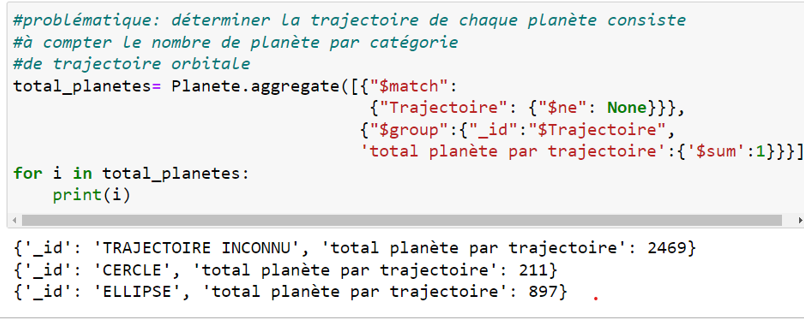 #problématique: déterminer la trajectoire de chaque planète consiste
#à compter le nombre de planète par catégorie
#de trajectoire orbitale
total_planetes= Planete.aggregate([{"$match":
{"Trajectoire": {"$ne": None}}},
{"$group":{"_id":"$Trajectoire",
'total planète par trajectoire':{'$sum':1}}}]
for i in total_planetes:
print(i)
{'_id': 'TRAJECTOIRE INCONNU', 'total planète par trajectoire': 2469}
{'_id': 'CERCLE', 'total planète par trajectoire': 211}
{'_id': 'ELLIPSE', 'total planète par trajectoire': 897}